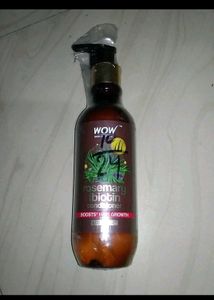 WOW
rosemary
biotin
conditioner
BOOSTS HAIR GROWTH